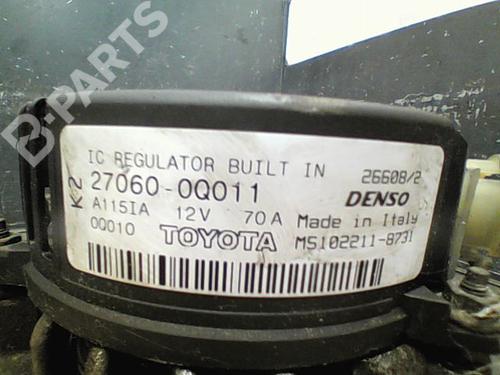 B-PARTS
IC REGULATOR BUILT IN 26608/2
K2
27060-0Q011 DENSO
A115IA 12V 70A Made in Italy
0Q010 TOYOTA MS102211-8731